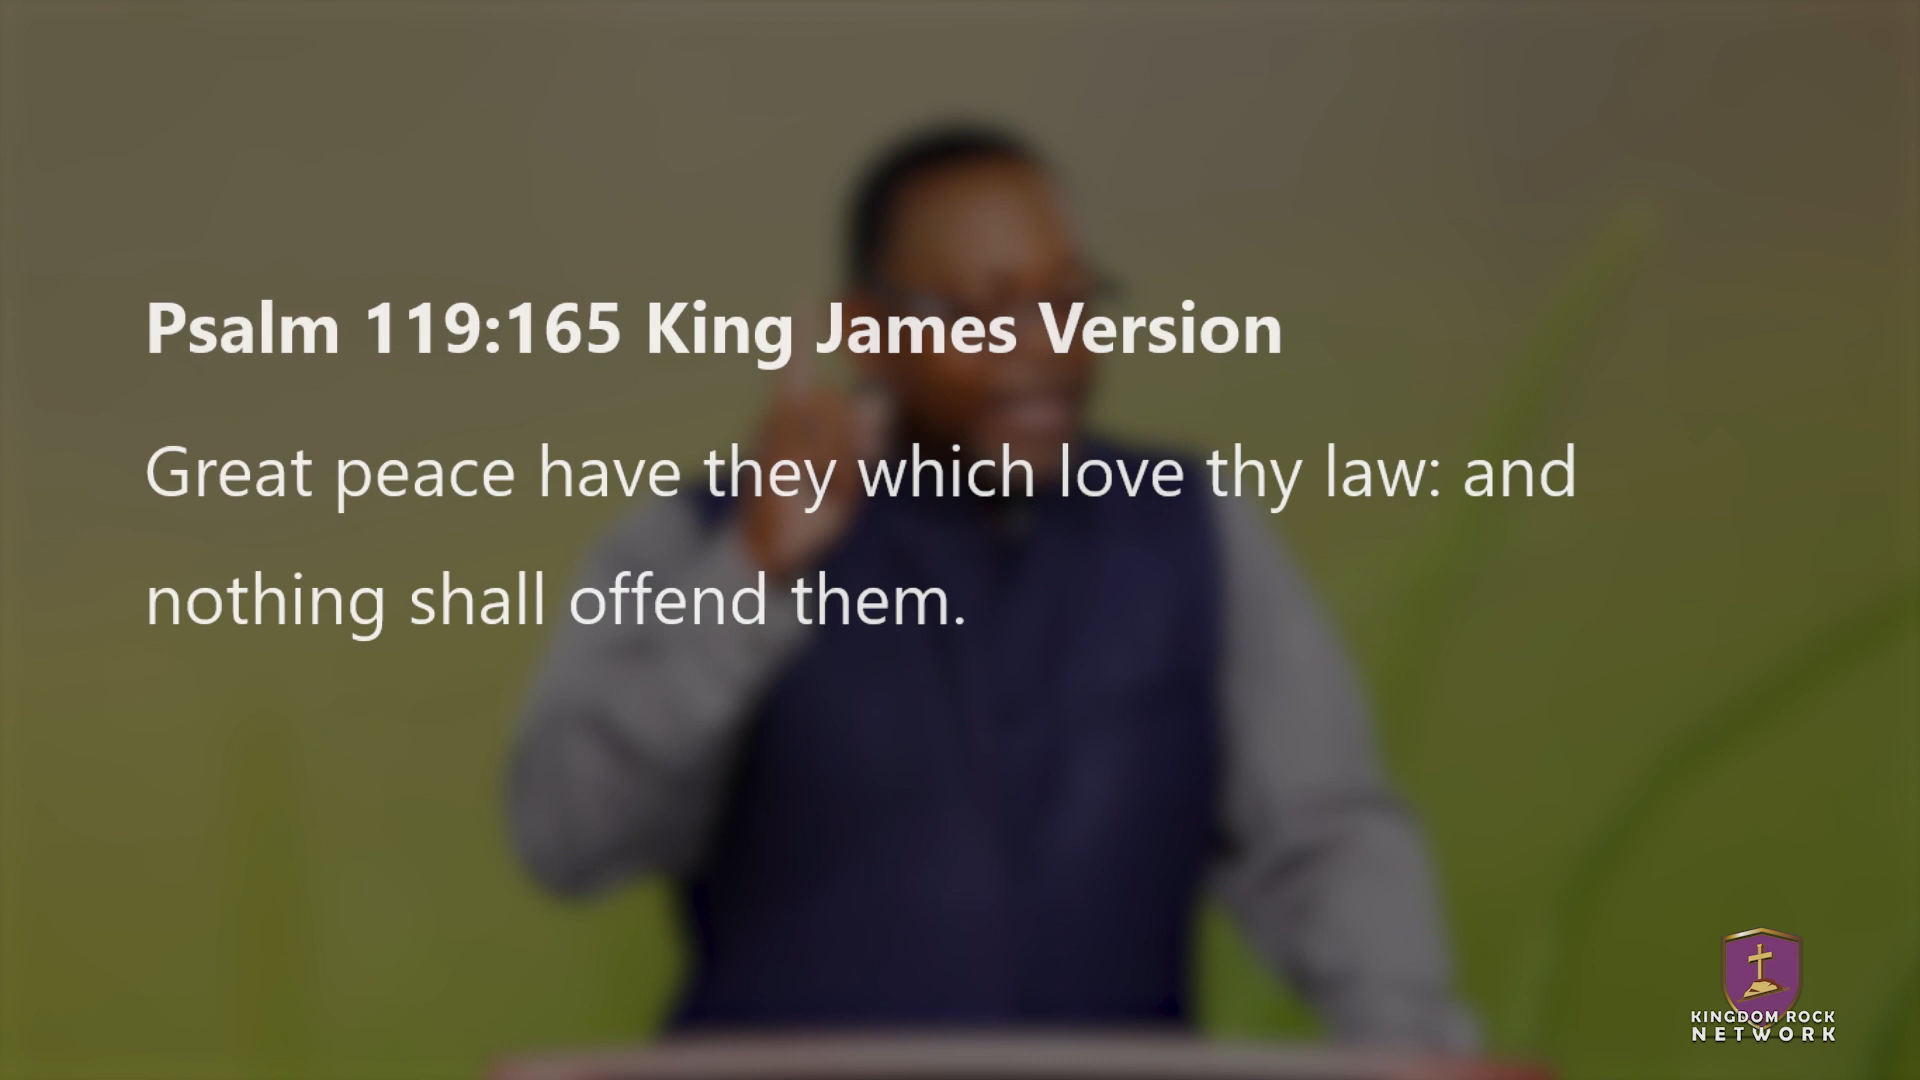 Psalm 119:165 King James Version
Great peace have they which love thy law: and
nothing shall offend them.
KINGDOM ROCK
NETWORK